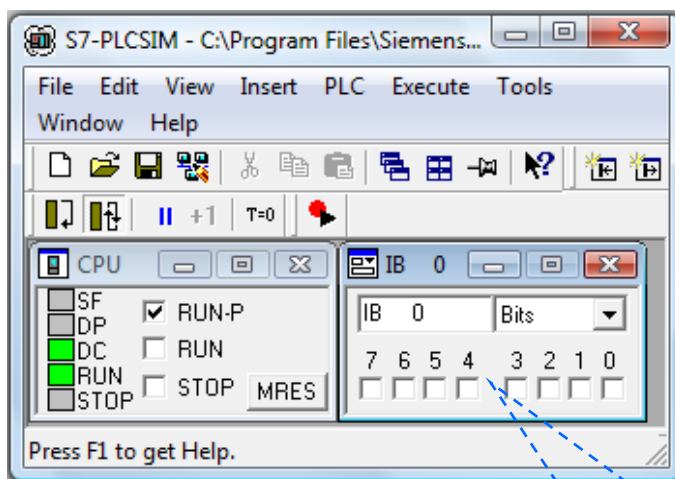 S7-PLCSIM - C:\Program Files\Siemens...
File Edit View Insert PLC Execute Tools
Window Help
+1 T=0
CPU
SF
DP
DC
RUN
STOP
RUN-P
RUN
STOP MRES
IB 0
IB 0 Bits
7 6 5 4 3 2 1 0
Press F1 to get Help.